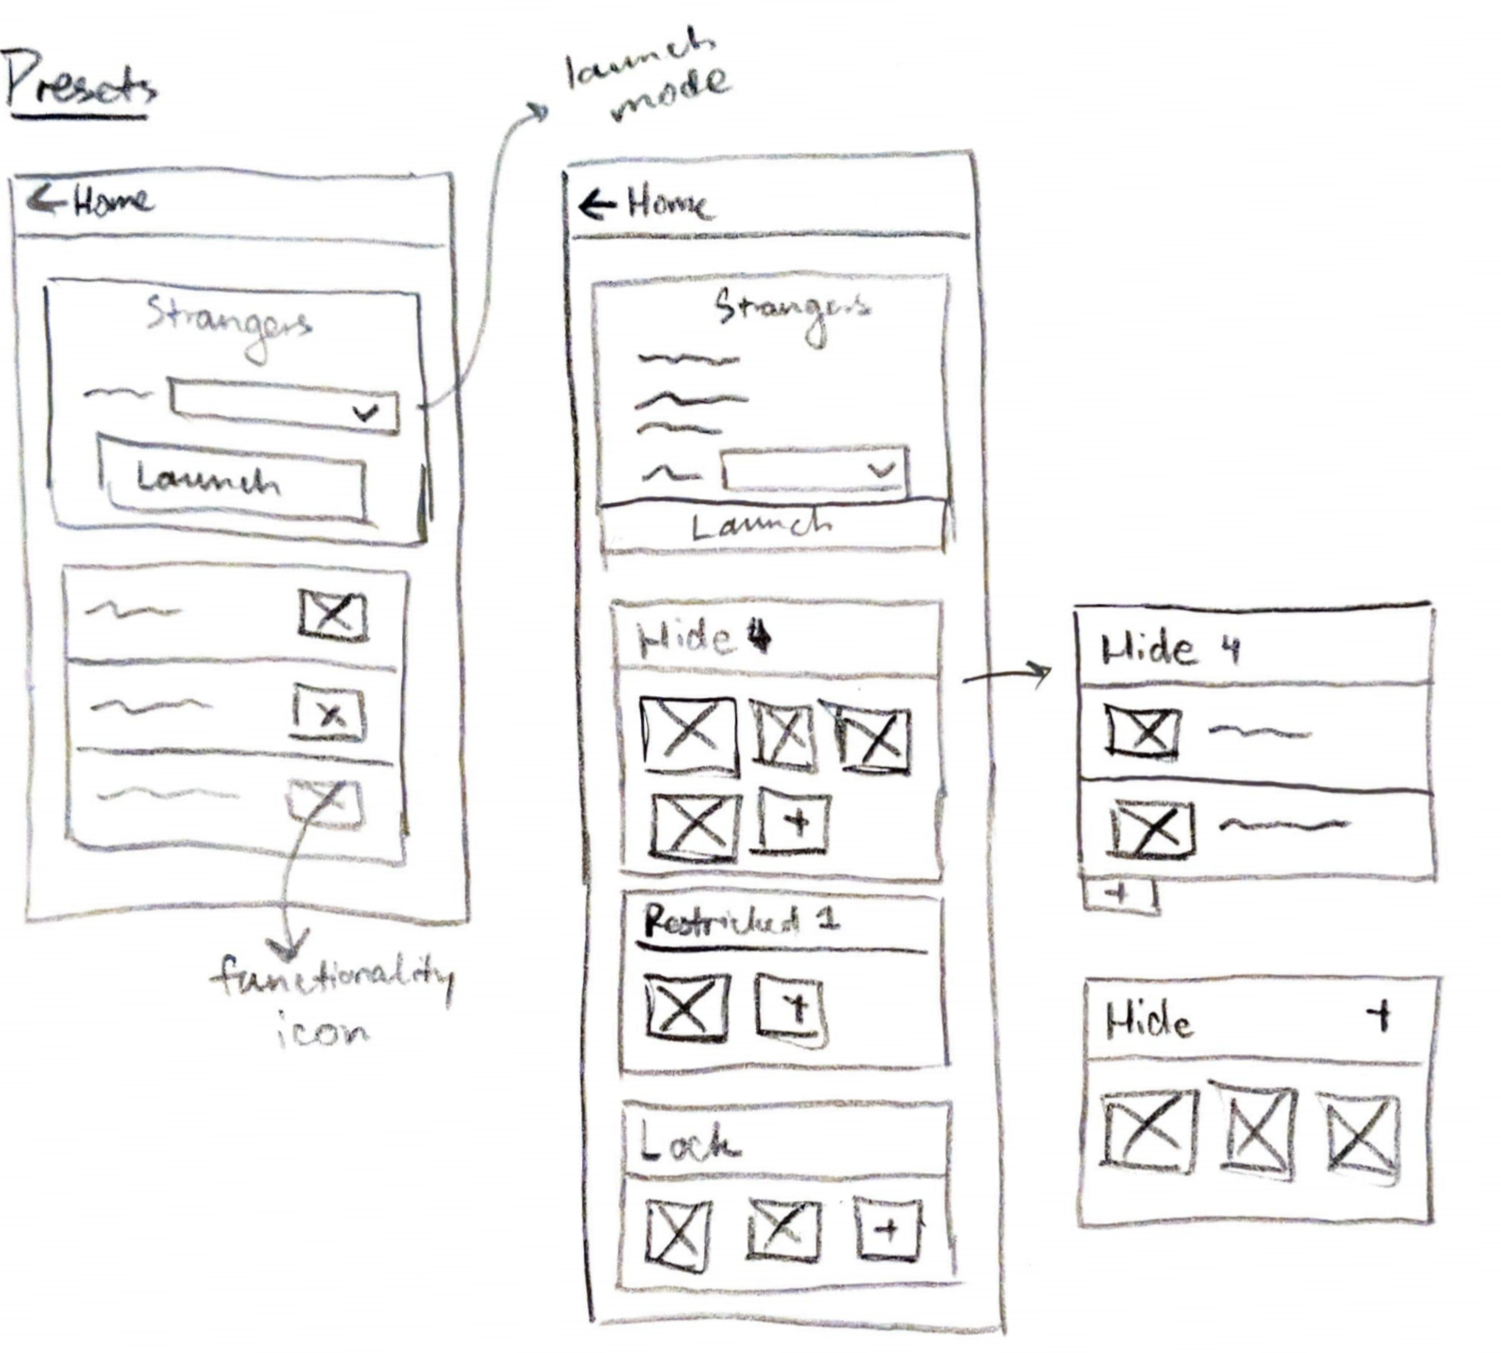 Presets
launch
mode
← Home
Strangers
Launch
functionality
icon
← Home
Strangers
Launch
Hide 4
+
Restricted 1
+
Lock
+
Hide 4
+
Hide +